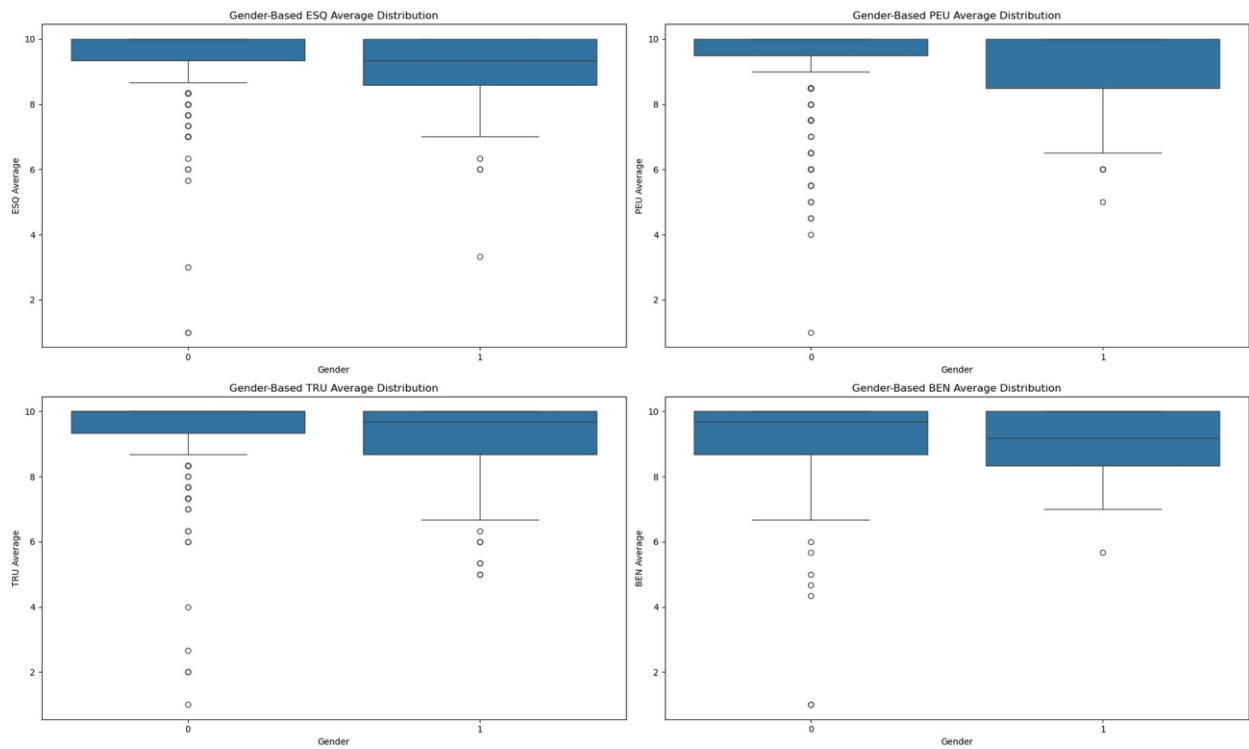 Gender-Based ESQ Average Distribution
10
8
6
4
2
ESQ Average
0
1
Gender
Gender-Based PEU Average Distribution
10
8
6
4
2
PEU Average
0
1
Gender
Gender-Based TRU Average Distribution
10
8
6
4
2
TRU Average
0
1
Gender
Gender-Based BEN Average Distribution
10
8
6
4
2
BEN Average
0
1
Gender